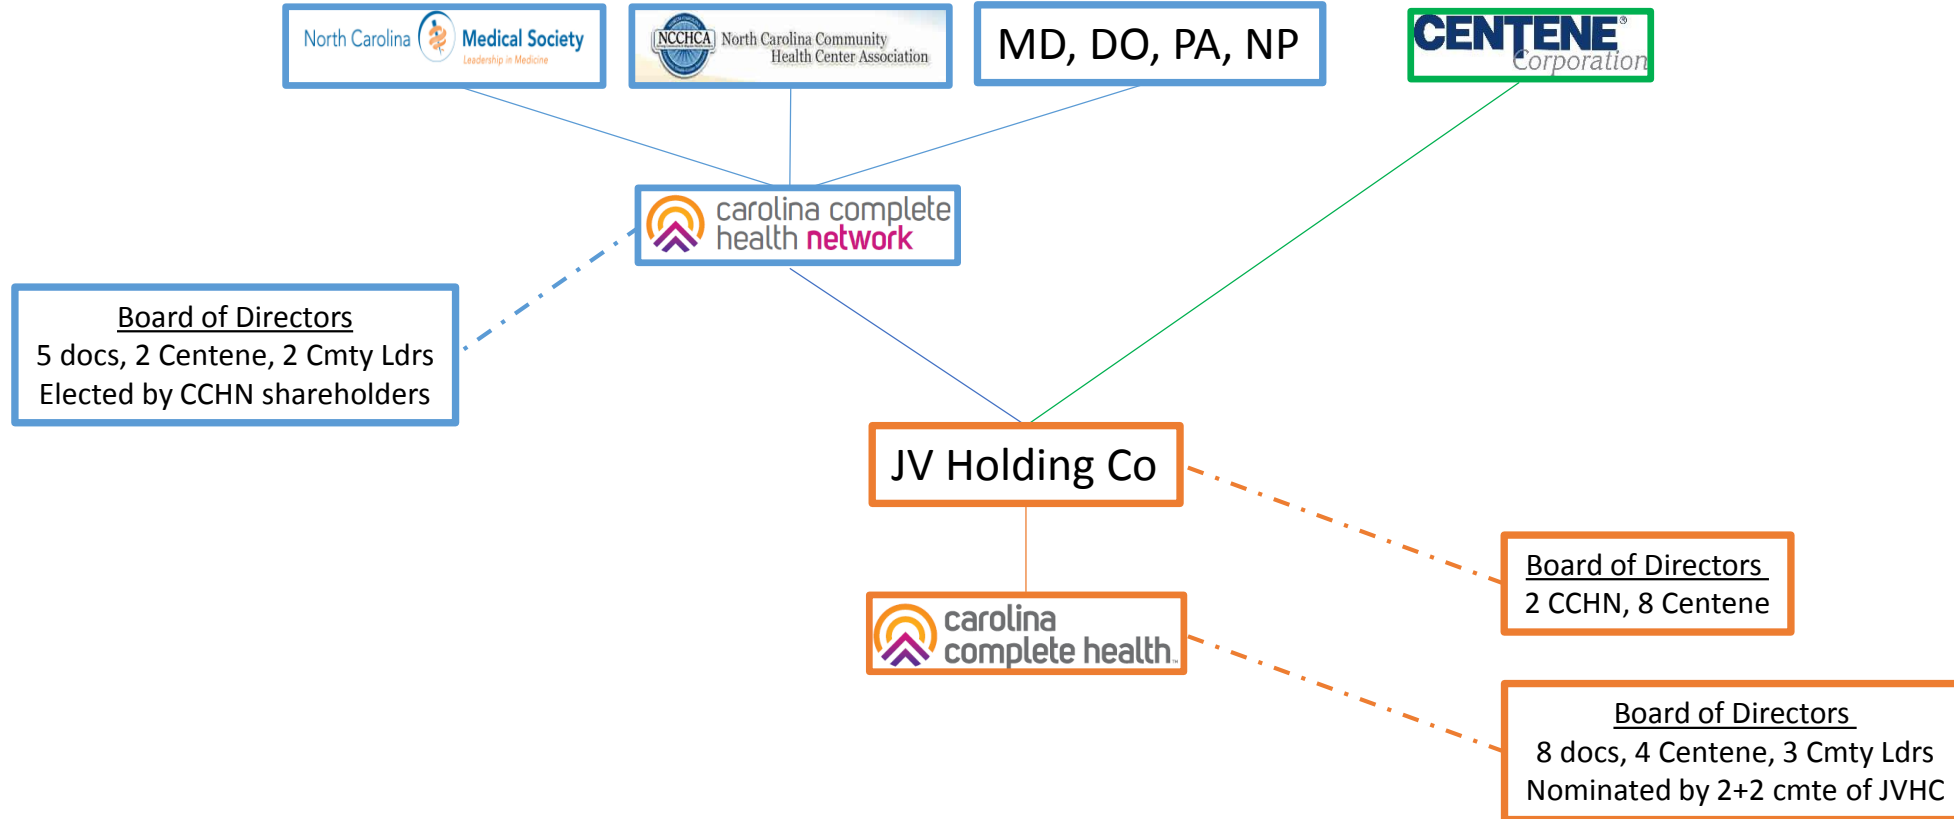 North Carolina Medical Society
Leadership in Medicine
NCCHCA North Carolina Community
Health Center Association
MD, DO, PA, NP
CENTENE®
Corporation
carolina complete
health network
Board of Directors
5 docs, 2 Centene, 2 Cmty Ldrs
Elected by CCHN shareholders
JV Holding Co
Board of Directors
2 CCHN, 8 Centene
carolina
complete health™
Board of Directors
8 docs, 4 Centene, 3 Cmty Ldrs
Nominated by 2+2 cmte of JVHC